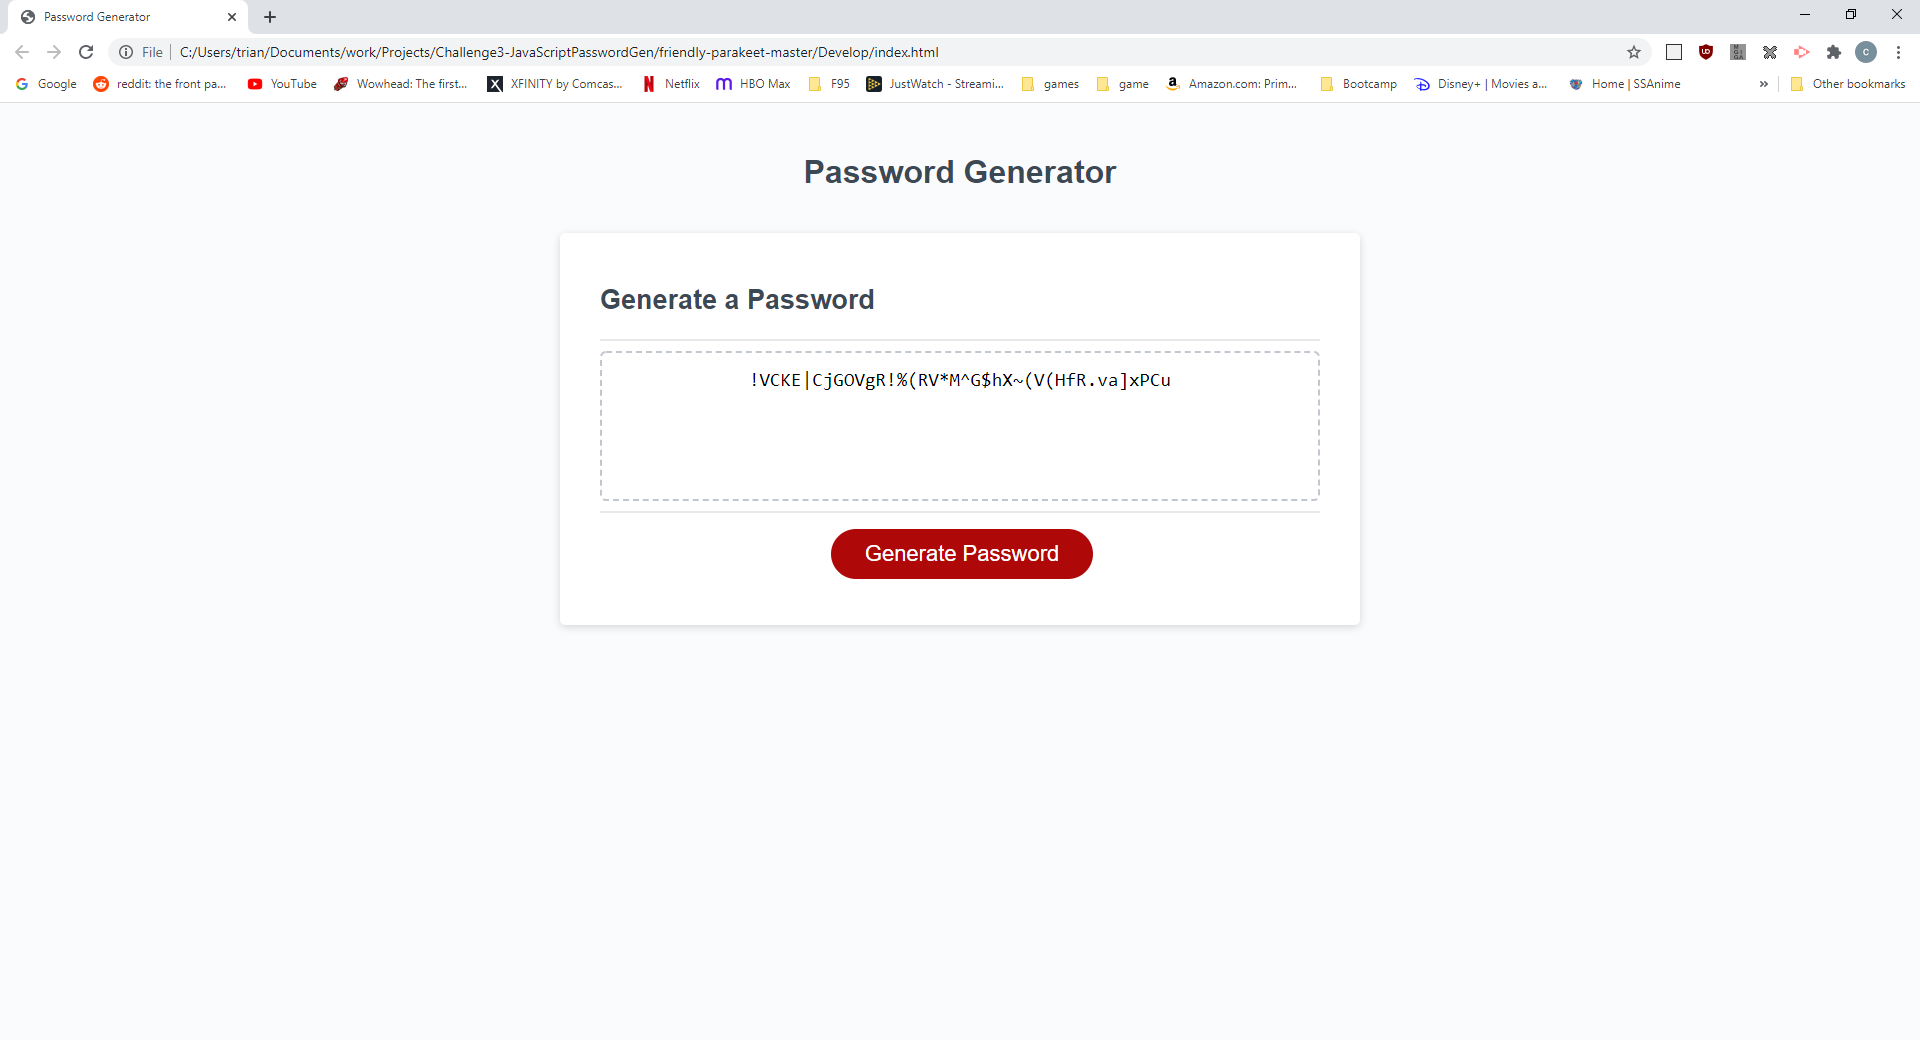 Password Generator
File C:/Users/trian/Documents/work/Projects/Challenge3-JavaScriptPasswordGen/friendly-parakeet-master/Develop/index.html
C
Google reddit: the front pa... YouTube Wowhead: The first... XFINITY by Comcas... Netflix HBO Max F95 JustWatch - Streami... games game Amazon.com: Prim... Bootcamp Disney+ | Movies a... Home | SSAnime » Other bookmarks
Password Generator
Generate a Password
!VCKE|CjGOVgR!%(RV*M^G$hX~(V(HfR.va]xPCu
Generate Password